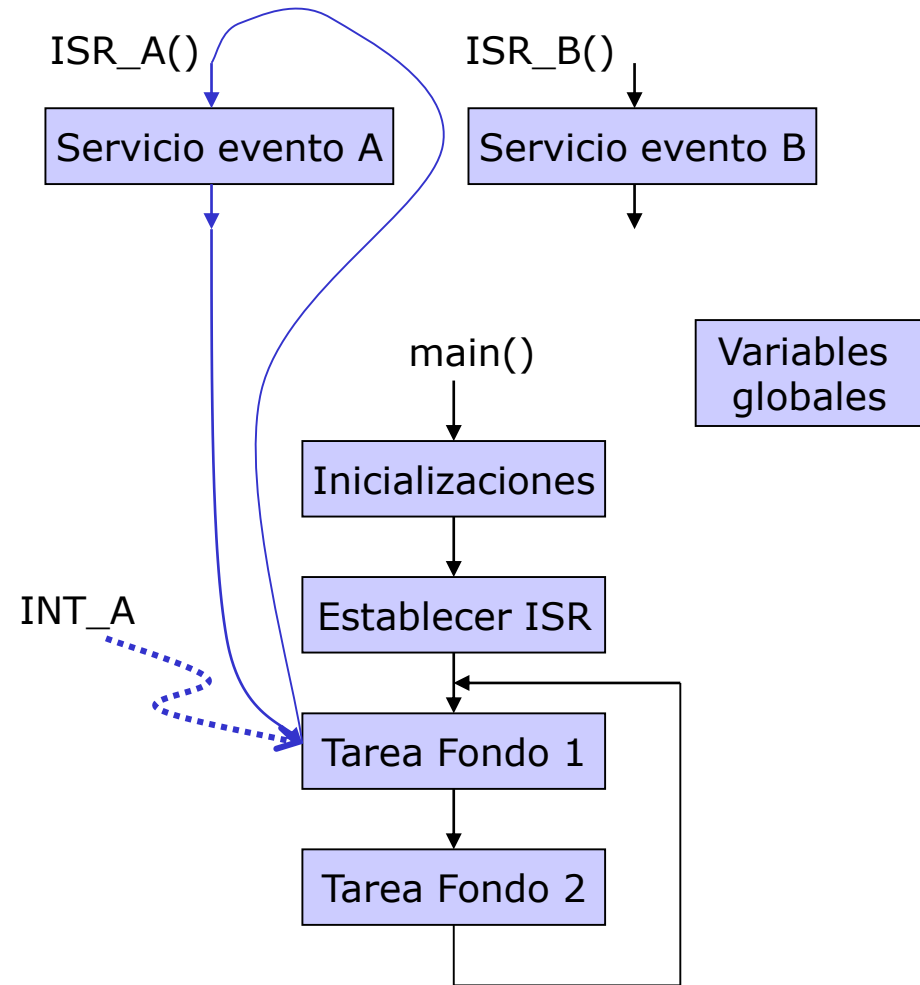 ISR_A()
ISR_B()
Servicio evento A
Servicio evento B
main()
Variables
globales
Inicializaciones
Establecer ISR
INT_A
Tarea Fondo 1
Tarea Fondo 2